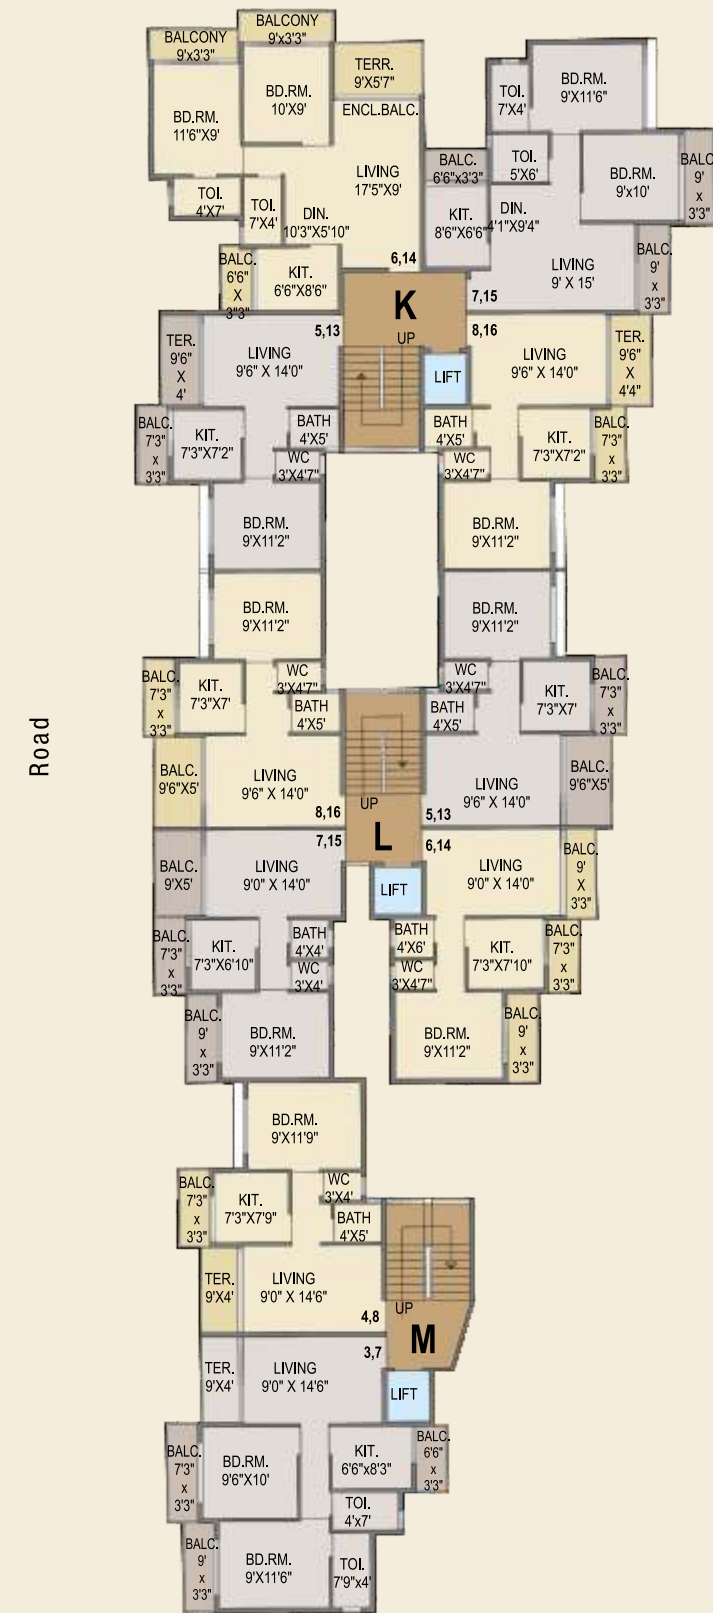 BALCONY
9'x3'3"
BALCONY
9'x3'3"
TERR.
9'X5'7"
BD.RM.
11'6"X9'
BD.RM.
10'X9'
ENCL.BALC.
LIVING
17'5"X9'
TOI.
4'X7'
TOI.
7'X4'
DIN.
10'3"X5'10"
6,14
BALC.
6'6"
X
3'3"
KIT.
6'6"X8'6"
TOI.
7'X4'
BD.RM.
9'X11'6"
BALC.
6'6"x3'3"
TOI.
5'X6'
BD.RM.
9'x10'
BALC.
9'
x
3'3"
KIT.
8'6"X6'6"
DIN.
4'1"X9'4"
LIVING
9' X 15'
BALC.
9'
x
3'3"
7,15
K
UP
LIFT
5,13
TER.
9'6"
X
4'
LIVING
9'6" X 14'0"
BALC.
7'3"
x
3'3"
KIT.
7'3"X7'2"
BATH
4'X5'
WC
3'X4'7"
BD.RM.
9'X11'2"
8,16
LIVING
9'6" X 14'0"
TER.
9'6"
X
4'4"
BATH
4'X5'
WC
3'X4'7"
KIT.
7'3"X7'2"
BALC.
7'3"
x
3'3"
BD.RM.
9'X11'2"
BD.RM.
9'X11'2"
BALC.
7'3"
x
3'3"
KIT.
7'3"X7'
WC
3'X4'7"
BATH
4'X5'
BALC.
9'6"X5'
LIVING
9'6" X 14'0"
8,16
BD.RM.
9'X11'2"
WC
3'X4'7"
BATH
4'X5'
KIT.
7'3"X7'
BALC.
7'3"
x
3'3"
LIVING
9'6" X 14'0"
BALC.
9'6"X5'
5,13
Road
UP
L
LIFT
7,15
BALC.
9'X5'
LIVING
9'0" X 14'0"
BALC.
7'3"
x
3'3"
KIT.
7'3"X6'10"
BATH
4'X4'
WC
3'X4'
BALC.
9'
x
3'3"
BD.RM.
9'X11'2"
6,14
LIVING
9'0" X 14'0"
BALC.
9'
X
3'3"
BATH
4'X6'
WC
3'X4'7"
KIT.
7'3"X7'10"
BALC.
7'3"
x
3'3"
BD.RM.
9'X11'2"
BALC.
9'
x
3'3"
BD.RM.
9'X11'9"
BALC.
7'3"
x
3'3"
KIT.
7'3"X7'9"
WC
3'X4'
BATH
4'X5'
TER.
9'X4'
LIVING
9'0" X 14'6"
4,8
UP
M
LIFT
3,7
TER.
9'X4'
LIVING
9'0" X 14'6"
BALC.
7'3"
x
3'3"
BD.RM.
9'6"X10'
KIT.
6'6"x8'3"
BALC.
6'6"
x
3'3"
TOI.
4'x7'
BALC.
9'
x
3'3"
BD.RM.
9'X11'6"
TOI.
7'9"x4'